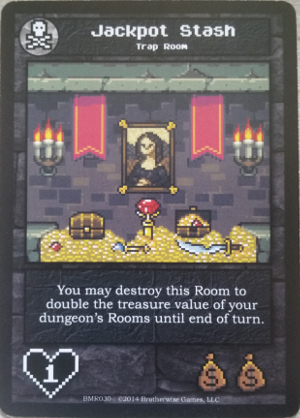 Jackpot Stash
Trap Room
You may destroy this Room to
double the treasure value of your
dungeon's Rooms until end of turn.
1
$ $
BMR030 ©2014 Brotherwise Games, LLC